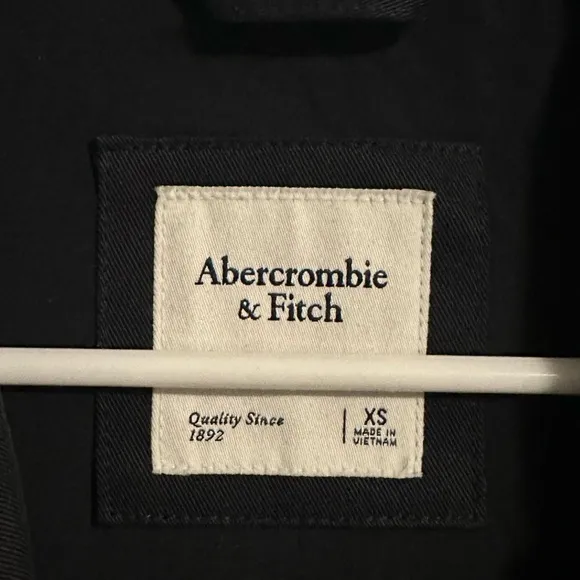 Abercrombie
& Fitch
Quality Since
1892
XS
MADE IN
VIETNAM